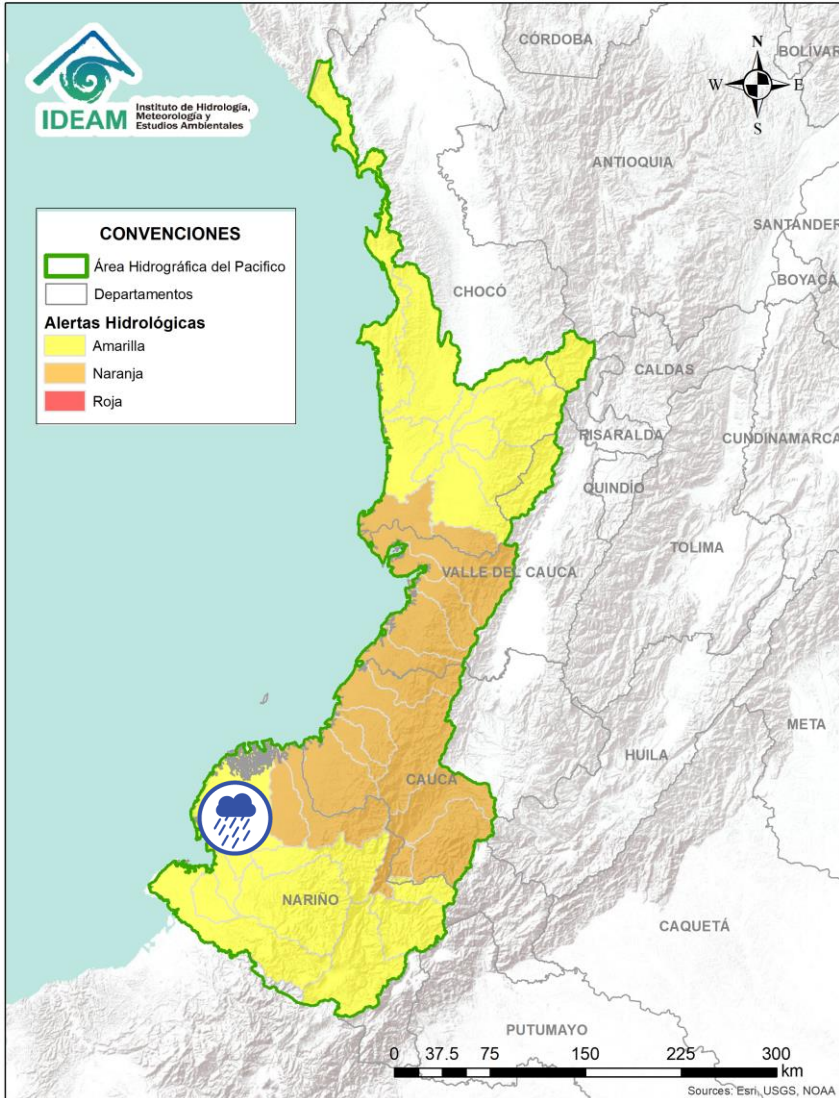 IDEAM
Instituto de Hidrología,
Meteorología y
Estudios Ambientales
N
W E
S
CONVENCIONES
Área Hidrográfica del Pacifico
Departamentos
Alertas Hidrológicas
Amarilla
Naranja
Roja
CÓRDOBA
BOLÍVAR
ANTIOQUIA
SANTANDER
BOYACÁ
CHOCÓ
CALDAS
RISARALDA
CUNDINAMARCA
QUINDÍO
TOLIMA
VALLE DEL CAUCA
META
HUILA
CAUCA
NARIÑO
CAQUETÁ
PUTUMAYO
0 37.5 75 150 225 300
km
Sources: Esri, USGS, NOAA